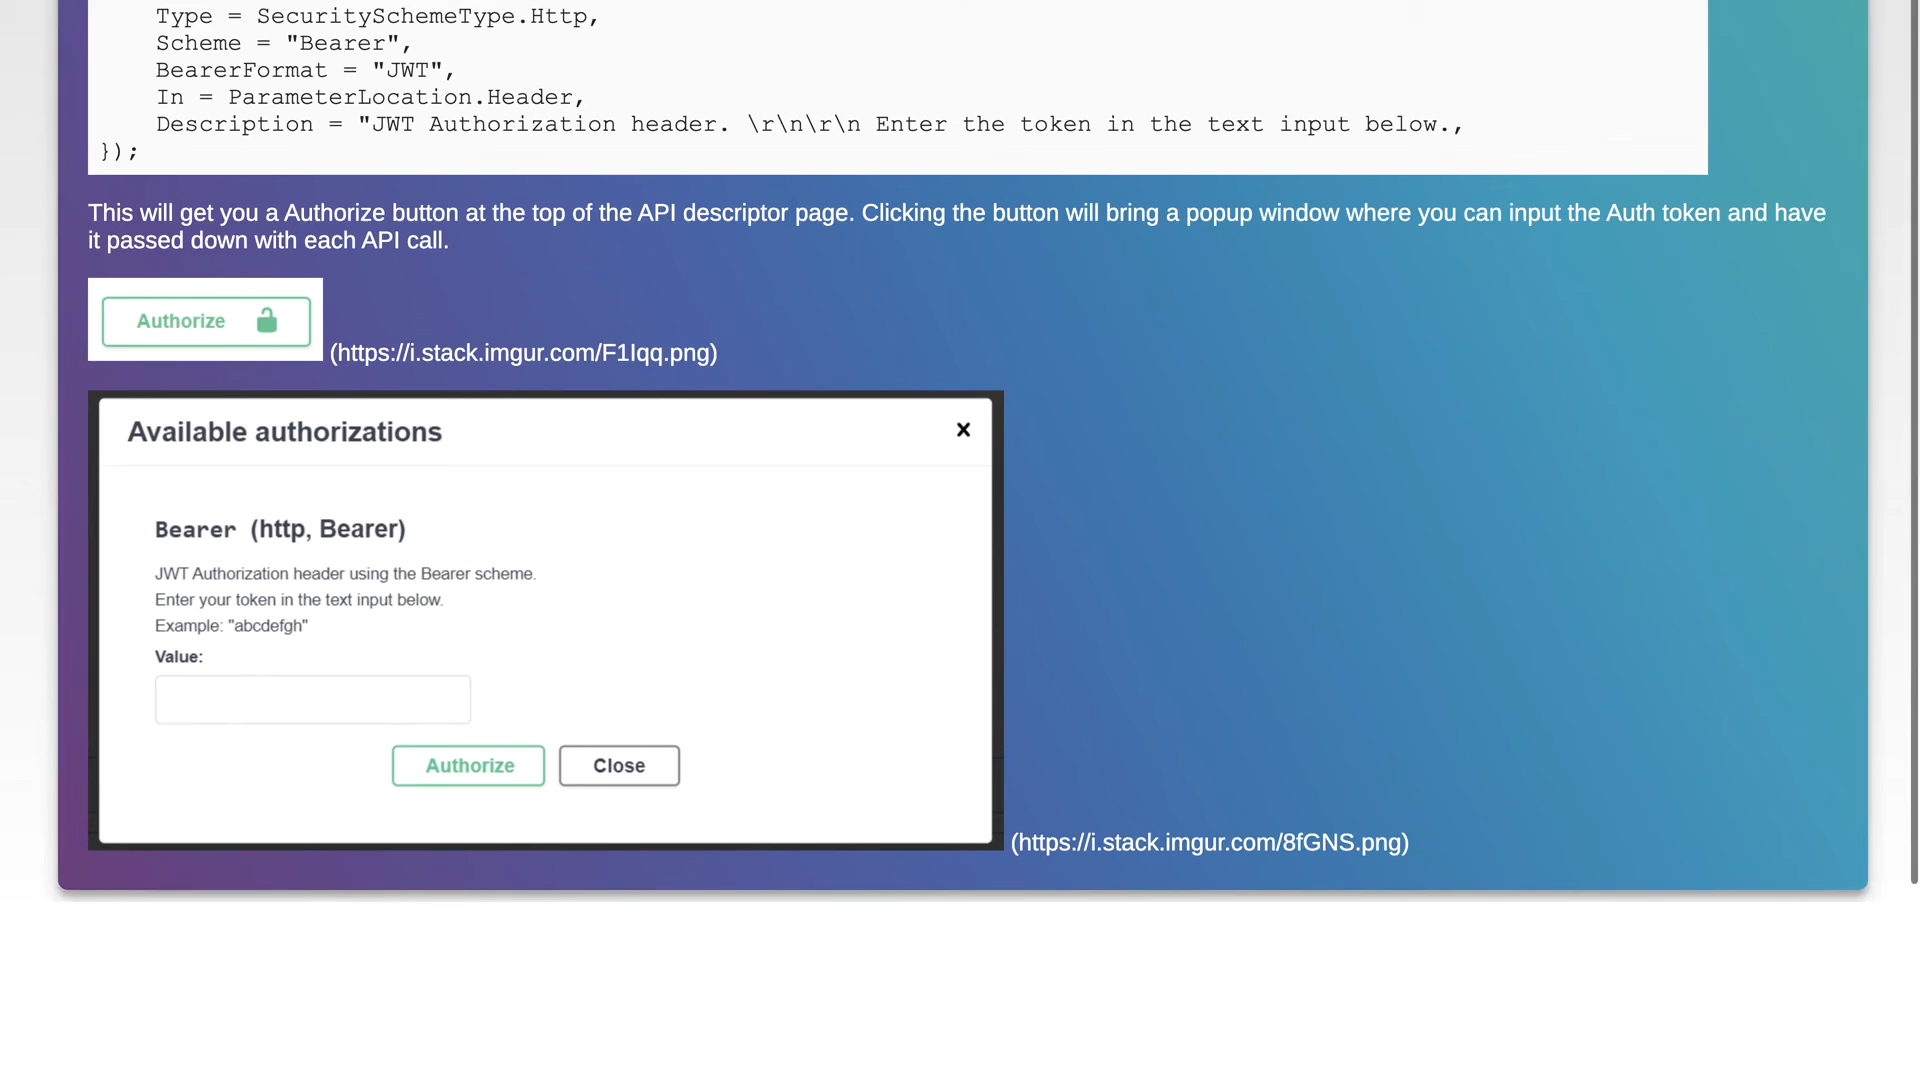 Type = SecuritySchemeType.Http,
Scheme = "Bearer",
BearerFormat = "JWT",
In = ParameterLocation.Header,
Description = "JWT Authorization header. \r\n\r\n Enter the token in the text input below.,
});
This will get you a Authorize button at the top of the API descriptor page. Clicking the button will bring a popup window where you can input the Auth token and have
it passed down with each API call.
Authorize
(https://i.stack.imgur.com/F1Iqq.png)
Available authorizations
×
Bearer (http, Bearer)
JWT Authorization header using the Bearer scheme.
Enter your token in the text input below.
Example: "abcdefgh"
Value:
Authorize Close
(https://i.stack.imgur.com/8fGNS.png)